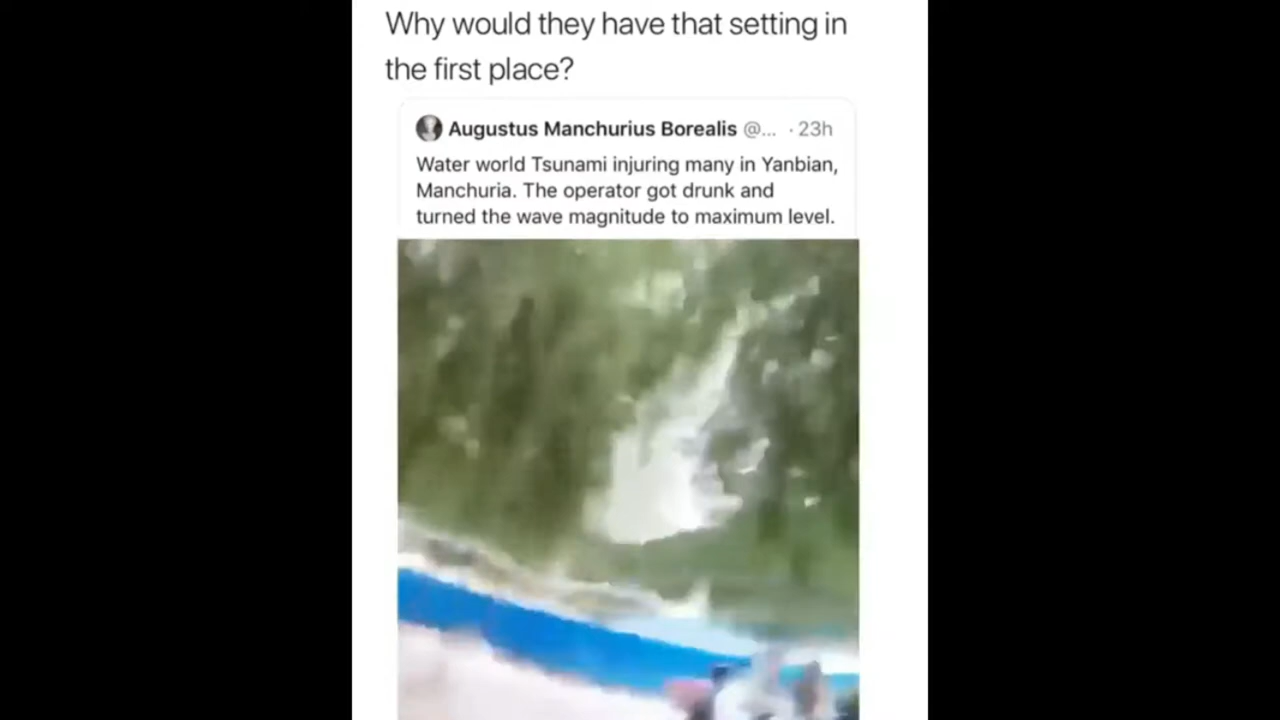 Why would they have that setting in
the first place?
Augustus Manchurius Borealis @... · 23h
Water world Tsunami injuring many in Yanbian,
Manchuria. The operator got drunk and
turned the wave magnitude to maximum level.